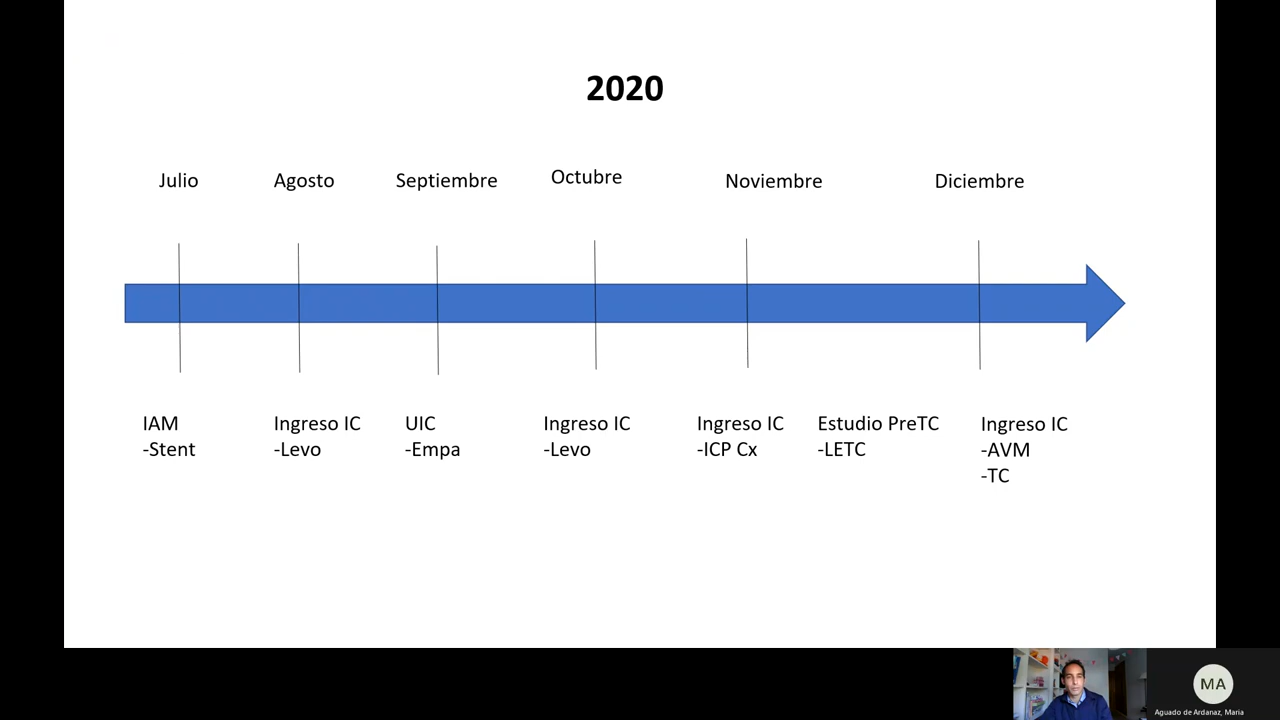 2020
Julio
Agosto
Septiembre
Octubre
Noviembre
Diciembre
IAM
-Stent
Ingreso IC
-Levo
UIC
-Empa
Ingreso IC
-Levo
Ingreso IC
-ICP Cx
Estudio PreTC
-LETC
Ingreso IC
-AVM
-TC
MA
Aguado de Ardanaz, Maria